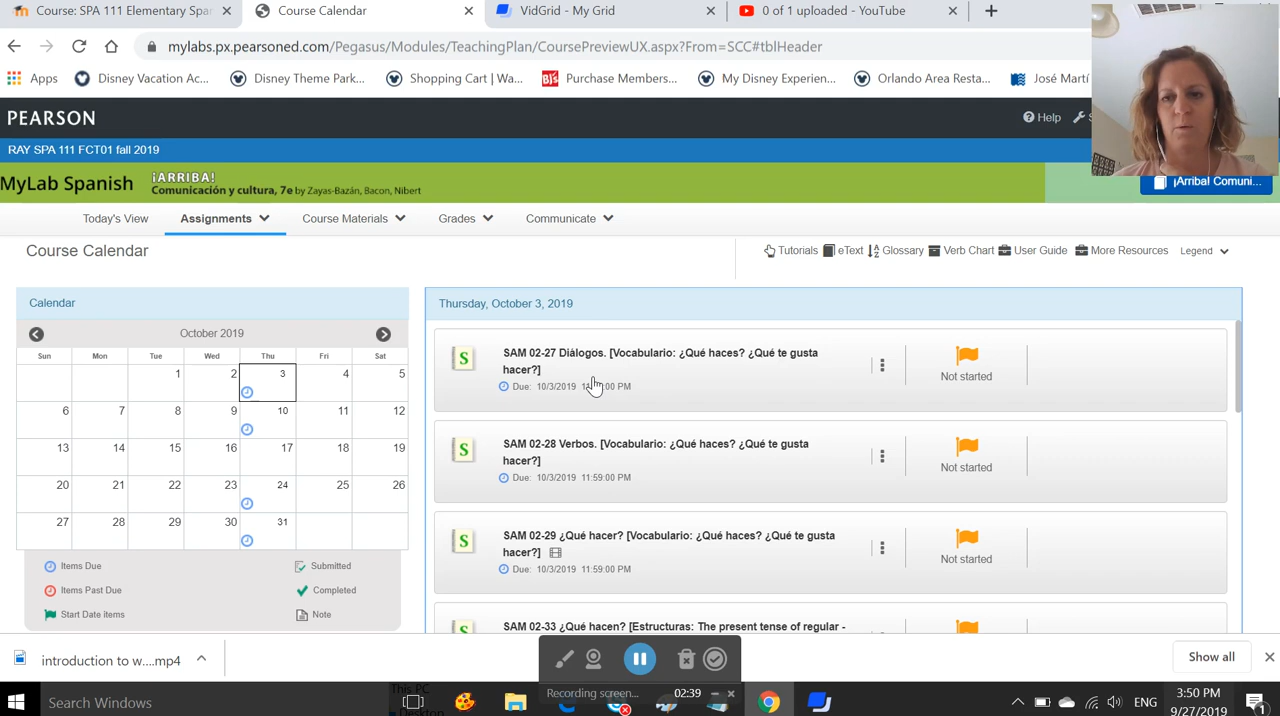 Course: SPA 111 Elementary Spa
Course Calendar
VidGrid - My Grid
0 of 1 uploaded - YouTube
mylabs.px.pearsoned.com/Pegasus/Modules/TeachingPlan/CoursePreviewUX.aspx?From=SCC#tblHeader
Apps
Disney Vacation Ac...
Disney Theme Park...
Shopping Cart | Wa...
BJ's
Purchase Members...
My Disney Experien...
Orlando Area Resta...
José Martí
PEARSON
Help
RAY SPA 111 FCT01 fall 2019
MyLab Spanish
¡ARRIBA!
Comunicación y cultura, 7e by Zayas-Bazán, Bacon, Nibert
¡Arriba! Comuni...
Today's View
Assignments
Course Materials
Grades
Communicate
Course Calendar
Tutorials
eText
Glossary
Verb Chart
User Guide
More Resources
Legend
Calendar
October 2019
Sun Mon Tue Wed Thu Fri Sat
1 2 3 4 5
6 7 8 9 10 11 12
13 14 15 16 17 18 19
20 21 22 23 24 25 26
27 28 29 30 31
Items Due
Submitted
Items Past Due
Completed
Start Date items
Note
Thursday, October 3, 2019
S
SAM 02-27 Diálogos. [Vocabulario: ¿Qué haces? ¿Qué te gusta
hacer?]
Due: 10/3/2019 :00 PM
Not started
S
SAM 02-28 Verbos. [Vocabulario: ¿Qué haces? ¿Qué te gusta
hacer?]
Due: 10/3/2019 11:59:00 PM
Not started
S
SAM 02-29 ¿Qué hacer? [Vocabulario: ¿Qué haces? ¿Qué te gusta
hacer?]
Due: 10/3/2019 11:59:00 PM
Not started
S
SAM 02-33 ¿Qué hacen? [Estructuras: The present tense of regular -
introduction to w....mp4
Show all
Recording screen...
02:39
This PC
Desktop
Search Windows
ENG
3:50 PM
9/27/2019
1